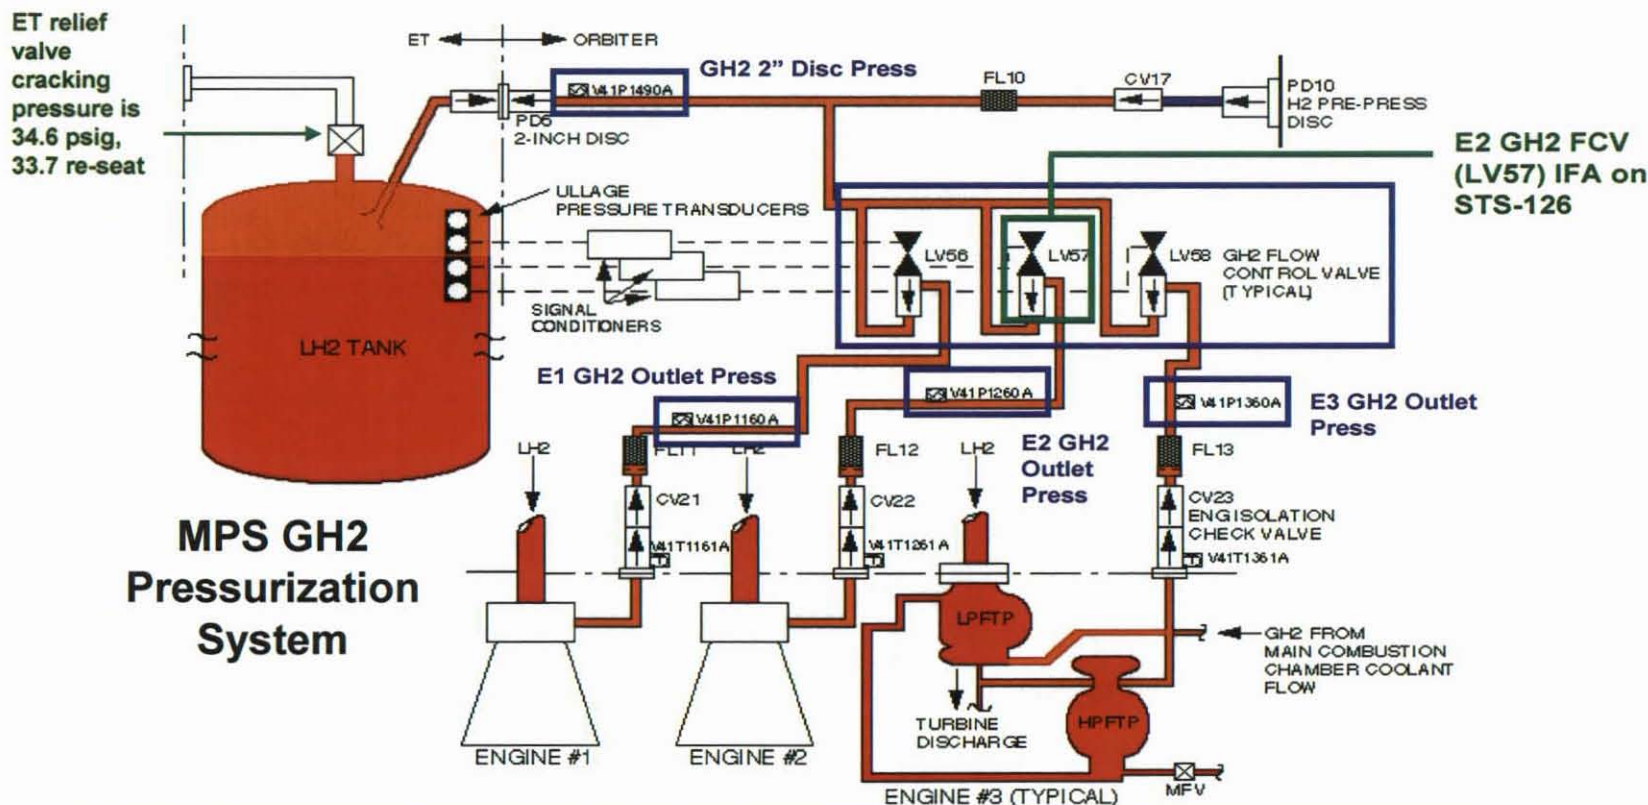 ET relief
valve
cracking
pressure is
34.6 psig,
33.7 re-seat
ET
ORBITER
GH2 2" Disc Press
V41P1490A
PD6
2-INCH DISC
FL10
CV17
PD10
H2 PRE-PRESS
DISC
E2 GH2 FCV
(LV57) IFA on
STS-126
ULLAGE
PRESSURE TRANSDUCERS
LV56
LV57
LV58
GH2 FLOW
CONTROL VALVE
(TYPICAL)
SIGNAL
CONDITIONERS
LH2 TANK
E1 GH2 Outlet Press
V41P1160A
V41P1260A
V41P1360A
E3 GH2 Outlet
Press
E2 GH2
Outlet
Press
LH2
FL11
LH2
FL12
LH2
FL13
CV21
CV22
CV23
ENG ISOLATION
CHECK VALVE
V41T1161A
V41T1261A
V41T1361A
MPS GH2
Pressurization
System
LPFTP
GH2 FROM
MAIN COMBUSTION
CHAMBER COOLANT
FLOW
HPFTP
TURBINE
DISCHARGE
MFV
ENGINE #1
ENGINE #2
ENGINE #3 (TYPICAL)